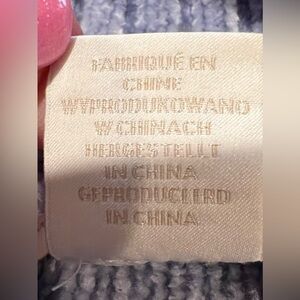 FABRIQUÉ EN
CHINE
WYPRODUKOWANO
W CHINACH
HERGESTELLT
IN CHINA
GEPRODUCEERD
IN CHINA